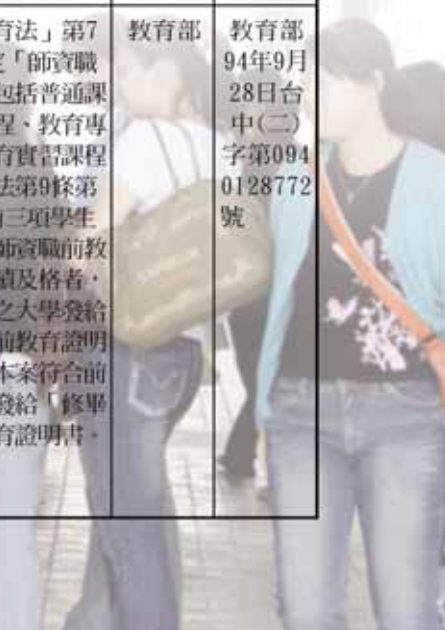 育法」第7
定「師資職
包括普通課
程、教育專
育實習課程
法第9條第
前三項學生
師資職前教
績及格者,
之大學發給
前教育證明
本案符合前
發給「修畢
育證明書。
教育部
教育部
94年9月
28日台
中(二)
字第094
0128772
號